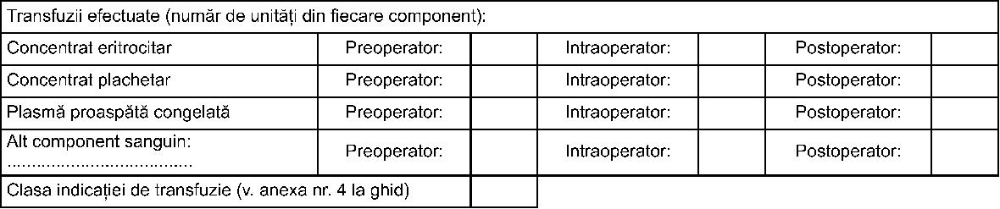 Transfuzii efectuate (număr de unități din fiecare component):
Concentrat eritrocitar Preoperator: Intraoperator: Postoperator:
Concentrat plachetar Preoperator: Intraoperator: Postoperator:
Plasmă proaspătă congelată Preoperator: Intraoperator: Postoperator:
Alt component sanguin:
...................................... Preoperator: Intraoperator: Postoperator:
Clasa indicației de transfuzie (v. anexa nr. 4 la ghid)